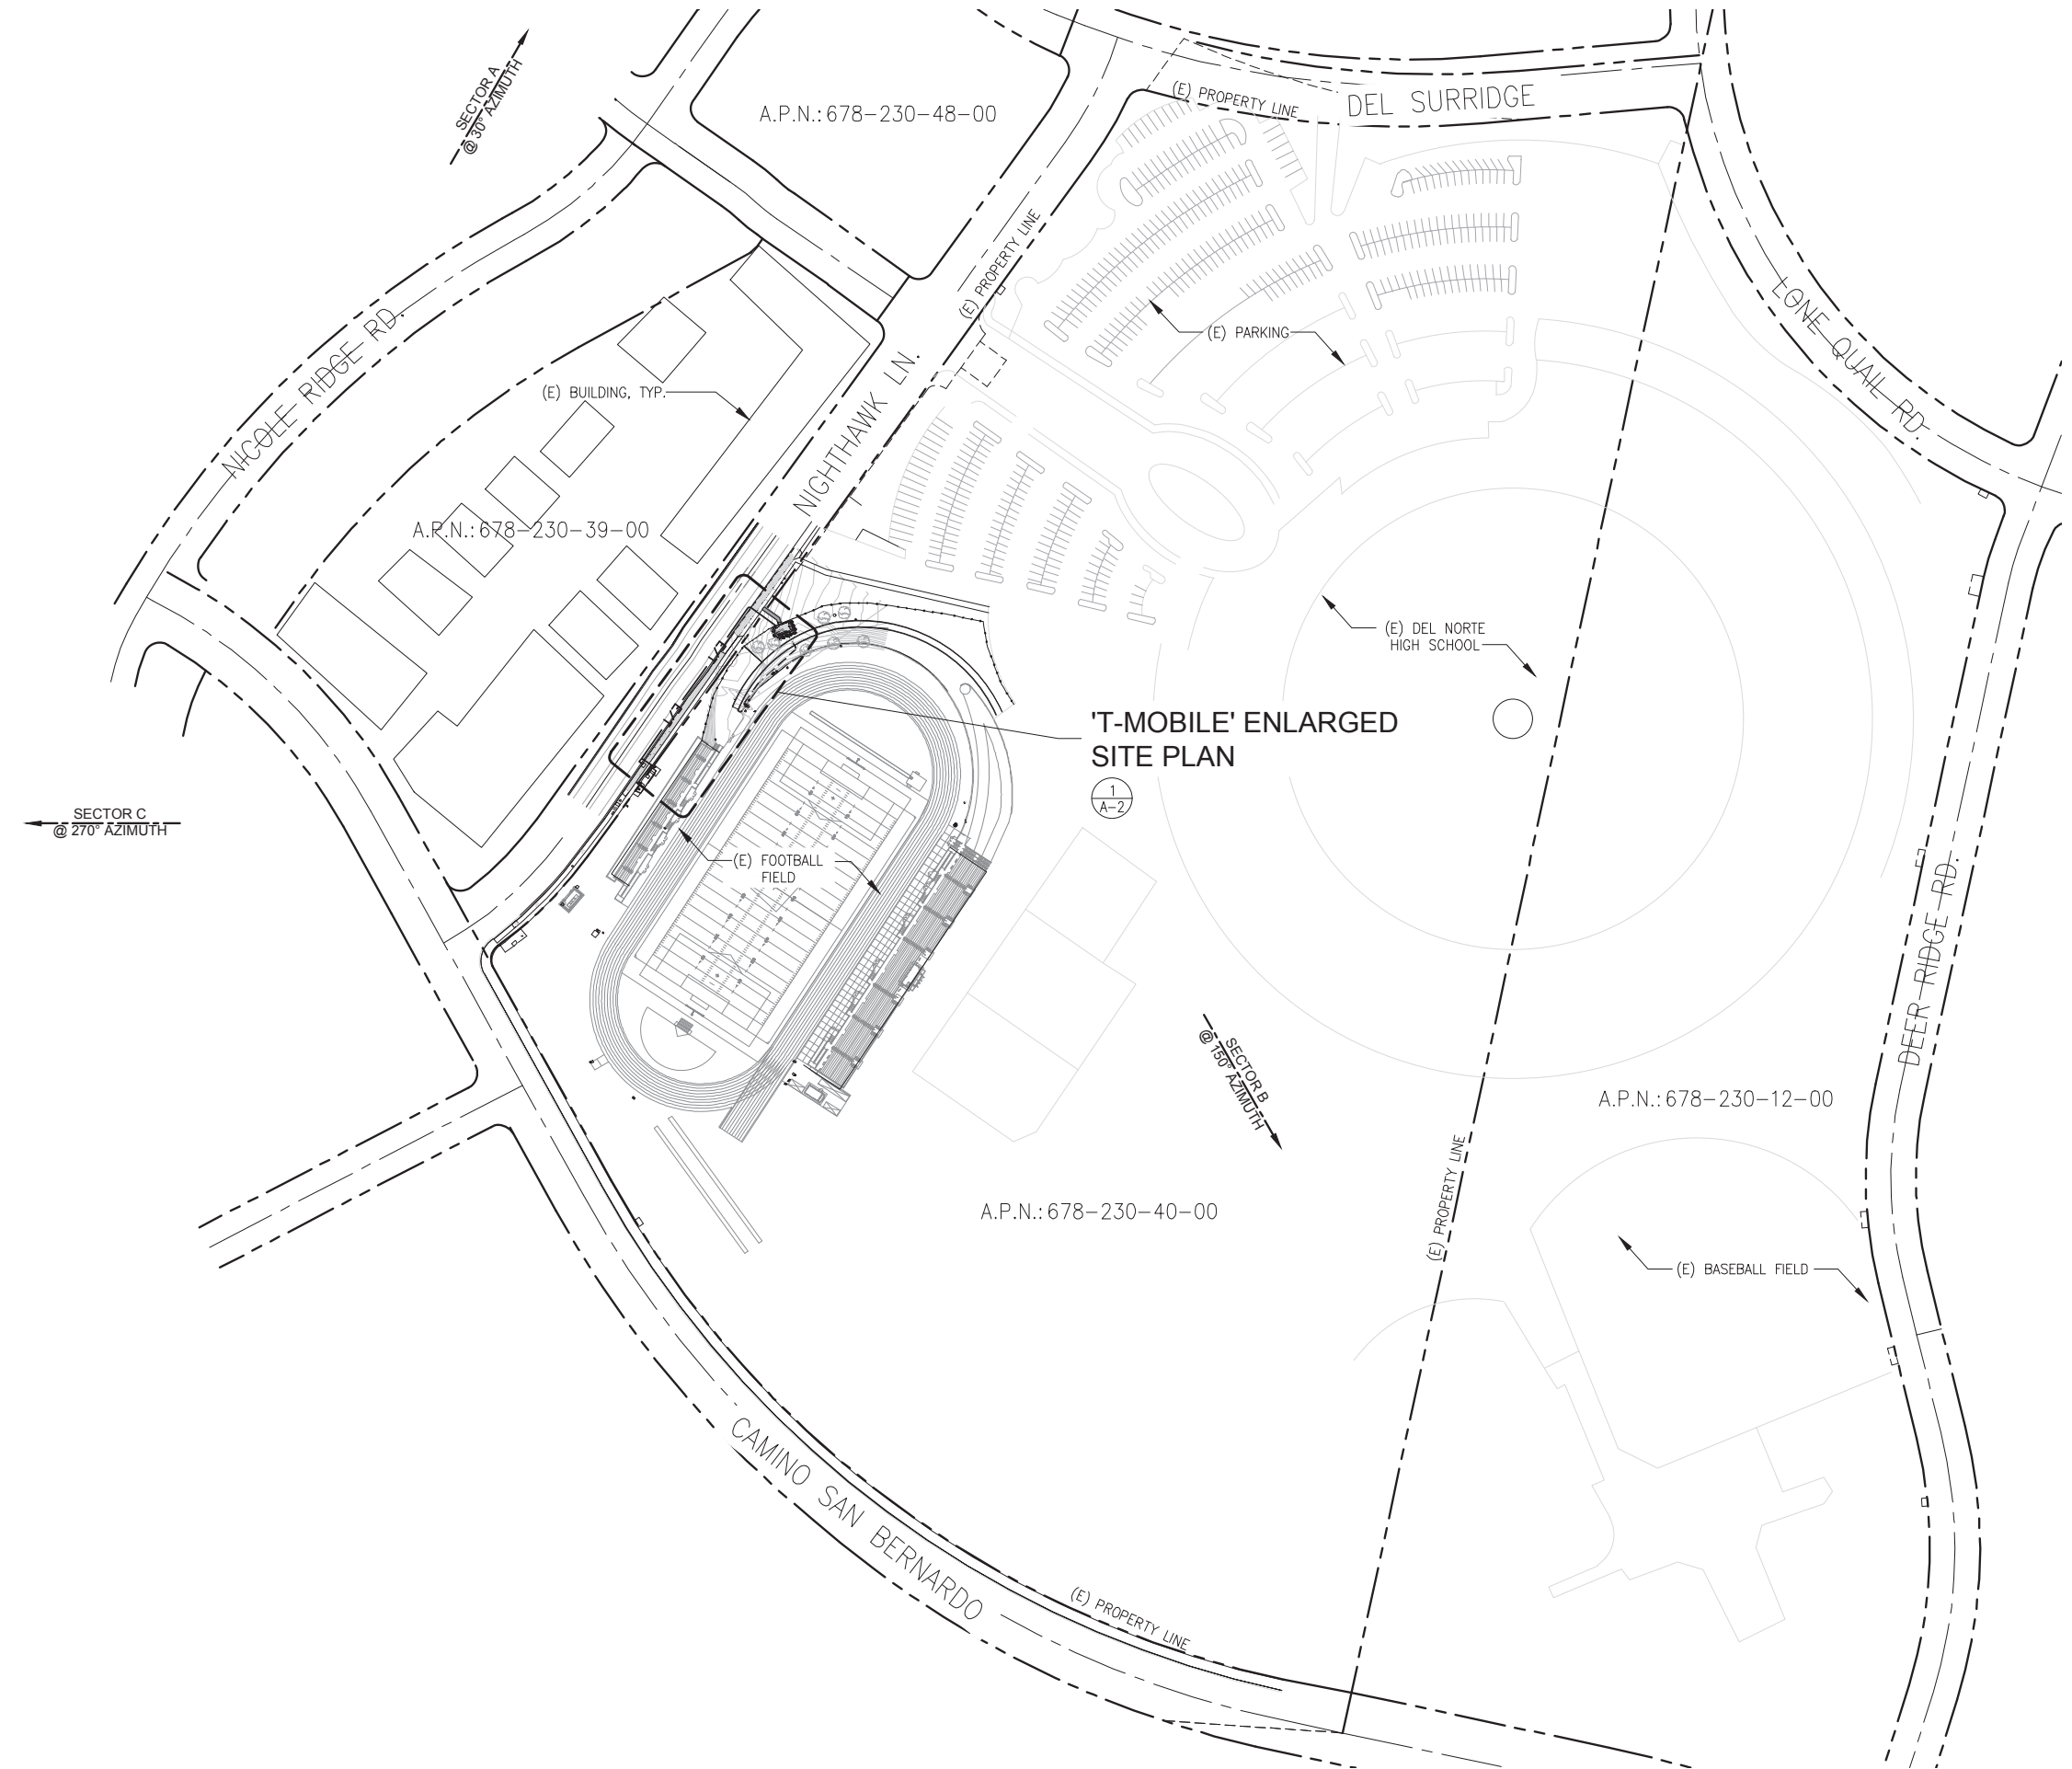 SECTOR A
@ 30° AZIMUTH
A.P.N.: 678-230-48-00
(E) PROPERTY LINE
DEL SURRIDGE
(E) PROPERTY LINE
NICOLE RIDGE RD.
(E) BUILDING, TYP.
NIGHTHAWK LN.
(E) PARKING
LONE QUAIL RD.
A.P.N.: 678-230-39-00
(E) DEL NORTE
HIGH SCHOOL
'T-MOBILE' ENLARGED
SITE PLAN
1
A-2
SECTOR C
@ 270° AZIMUTH
(E) FOOTBALL
FIELD
DEER RIDGE RD.
SECTOR B
@ 150° AZIMUTH
A.P.N.: 678-230-12-00
(E) PROPERTY LINE
A.P.N.: 678-230-40-00
(E) BASEBALL FIELD
CAMINO SAN BERNARDO
(E) PROPERTY LINE